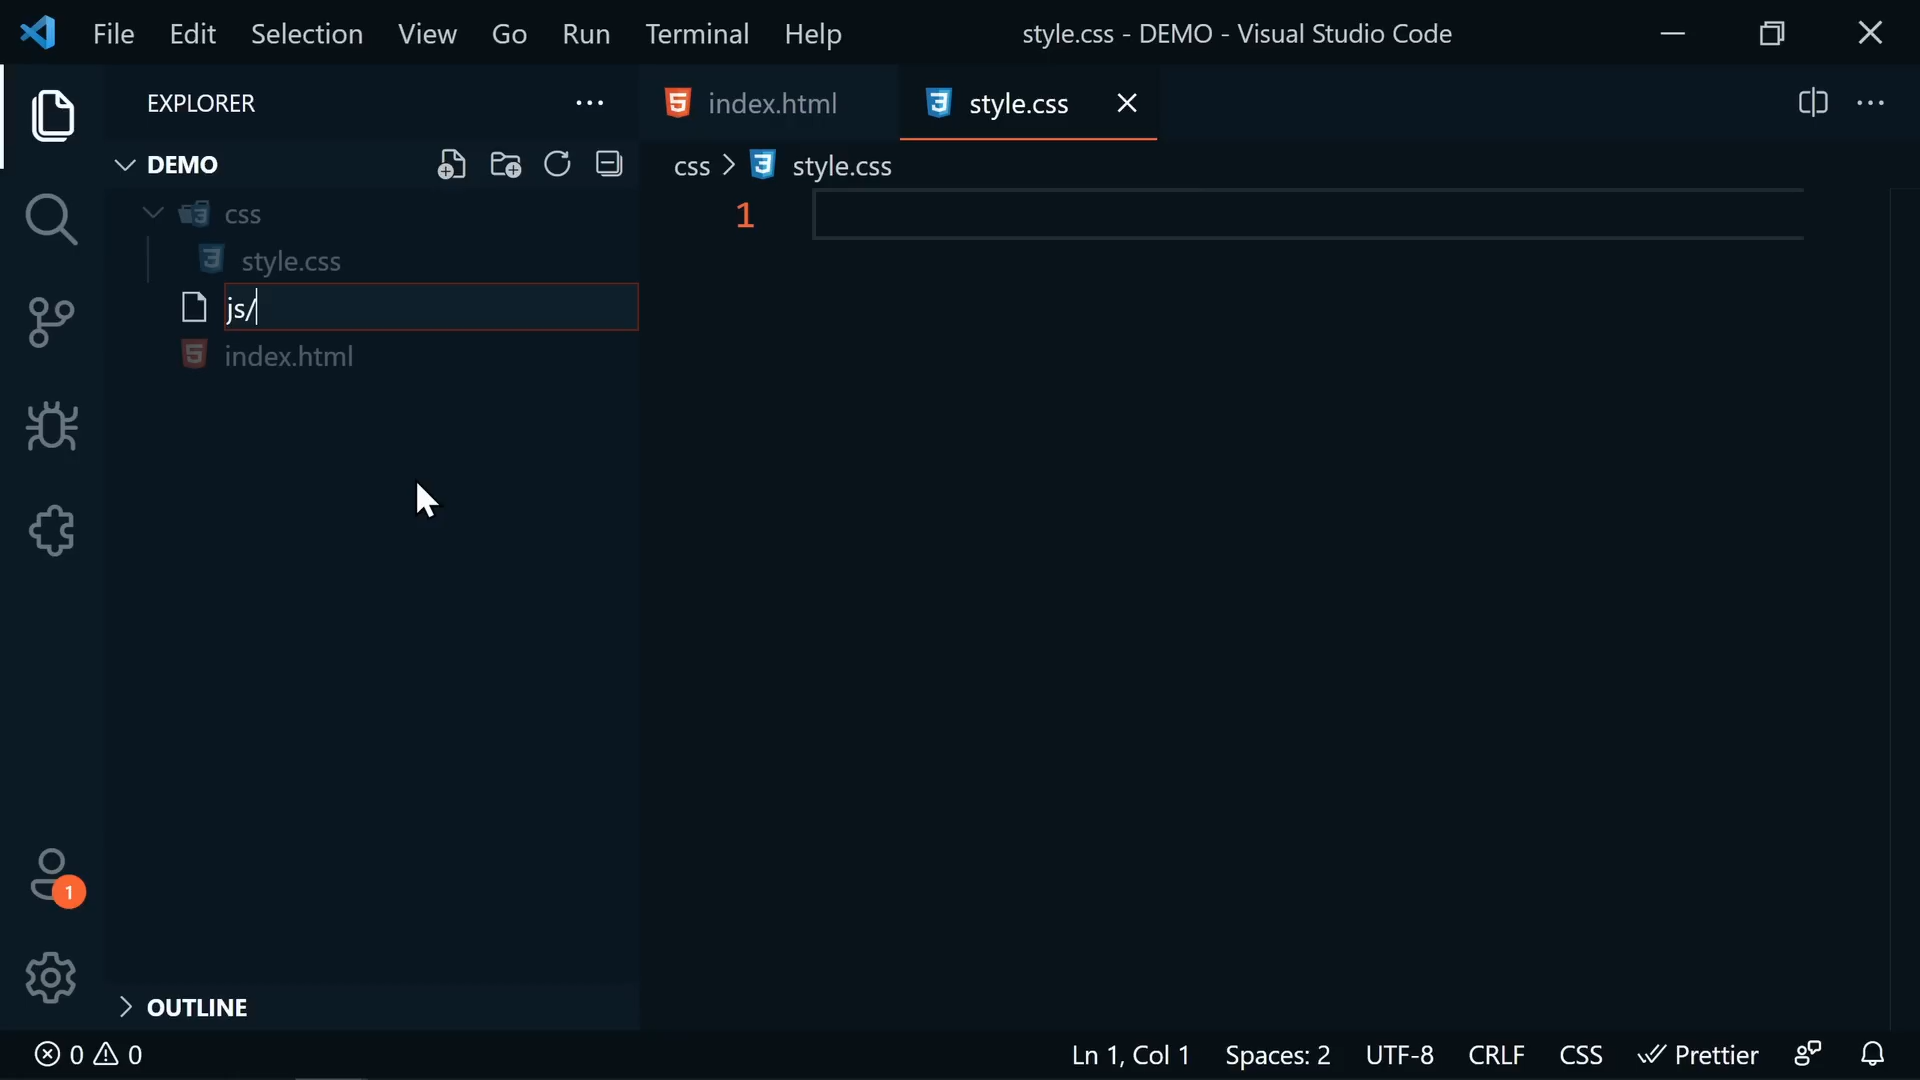 File Edit Selection View Go Run Terminal Help style.css - DEMO - Visual Studio Code
EXPLORER
index.html
style.css
DEMO
css > style.css
css
style.css
js/
index.html
1
1
OUTLINE
0 0
Ln 1, Col 1 Spaces: 2 UTF-8 CRLF CSS Prettier